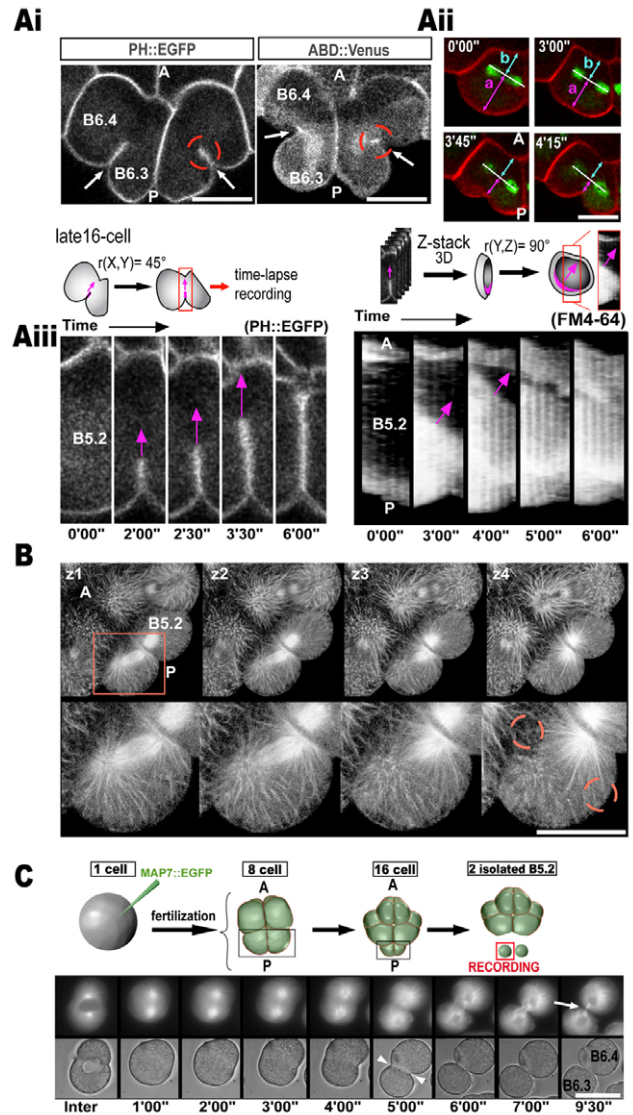 Ai
Aii
PH::EGFP
ABD::Venus
A
B6.4
B6.3
P
A
B6.4
B6.3
P
0'00"
b
a
3'00"
b
a
3'45"
A
4'15"
P
late16-cell
r(X,Y)= 45°
time-lapse
recording
Z-stack
3D
r(Y,Z)= 90°
Time
(PH::EGFP)
Time
(FM4-64)
Aiii
B5.2
0'00"
2'00"
2'30"
3'30"
6'00"
A
B5.2
P
0'00"
3'00"
4'00"
5'00"
6'00"
B
z1
z2
z3
z4
A
B5.2
P
C
1 cell
MAP7::EGFP
fertilization
8 cell
A
P
16 cell
A
P
2 isolated B5.2
RECORDING
B6.4
B6.3
Inter
1'00"
2'00"
3'00"
4'00"
5'00"
6'00"
7'00"
9'30"